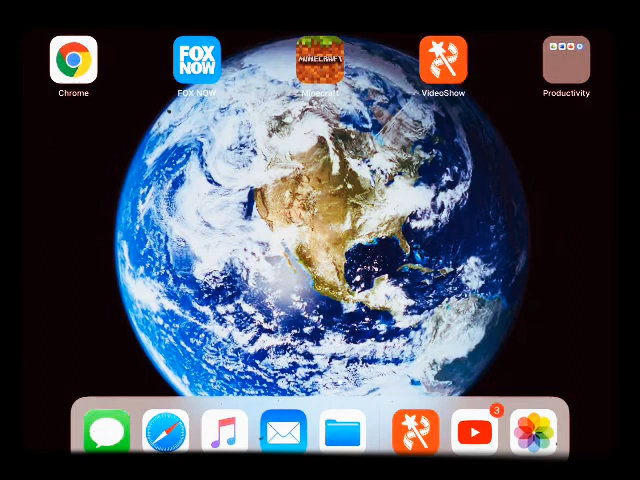 FOX
NOW
MINECRAFT
Chrome
FOX NOW
Minecraft
VideoShow
Productivity
3